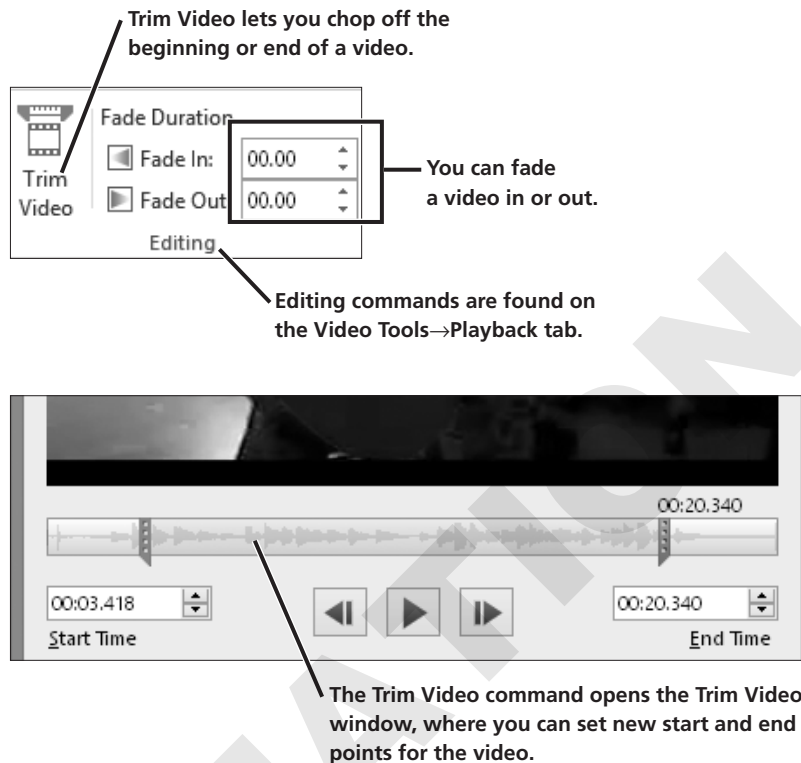 Trim Video lets you chop off the
beginning or end of a video.
Fade Duration
Fade In:
00.00
Trim
Video
Fade Out
00.00
Editing
You can fade
a video in or out.
Editing commands are found on
the Video Tools→Playback tab.
00:20.340
00:03.418
00:20.340
Start Time
End Time
The Trim Video command opens the Trim Video
window, where you can set new start and end
points for the video.